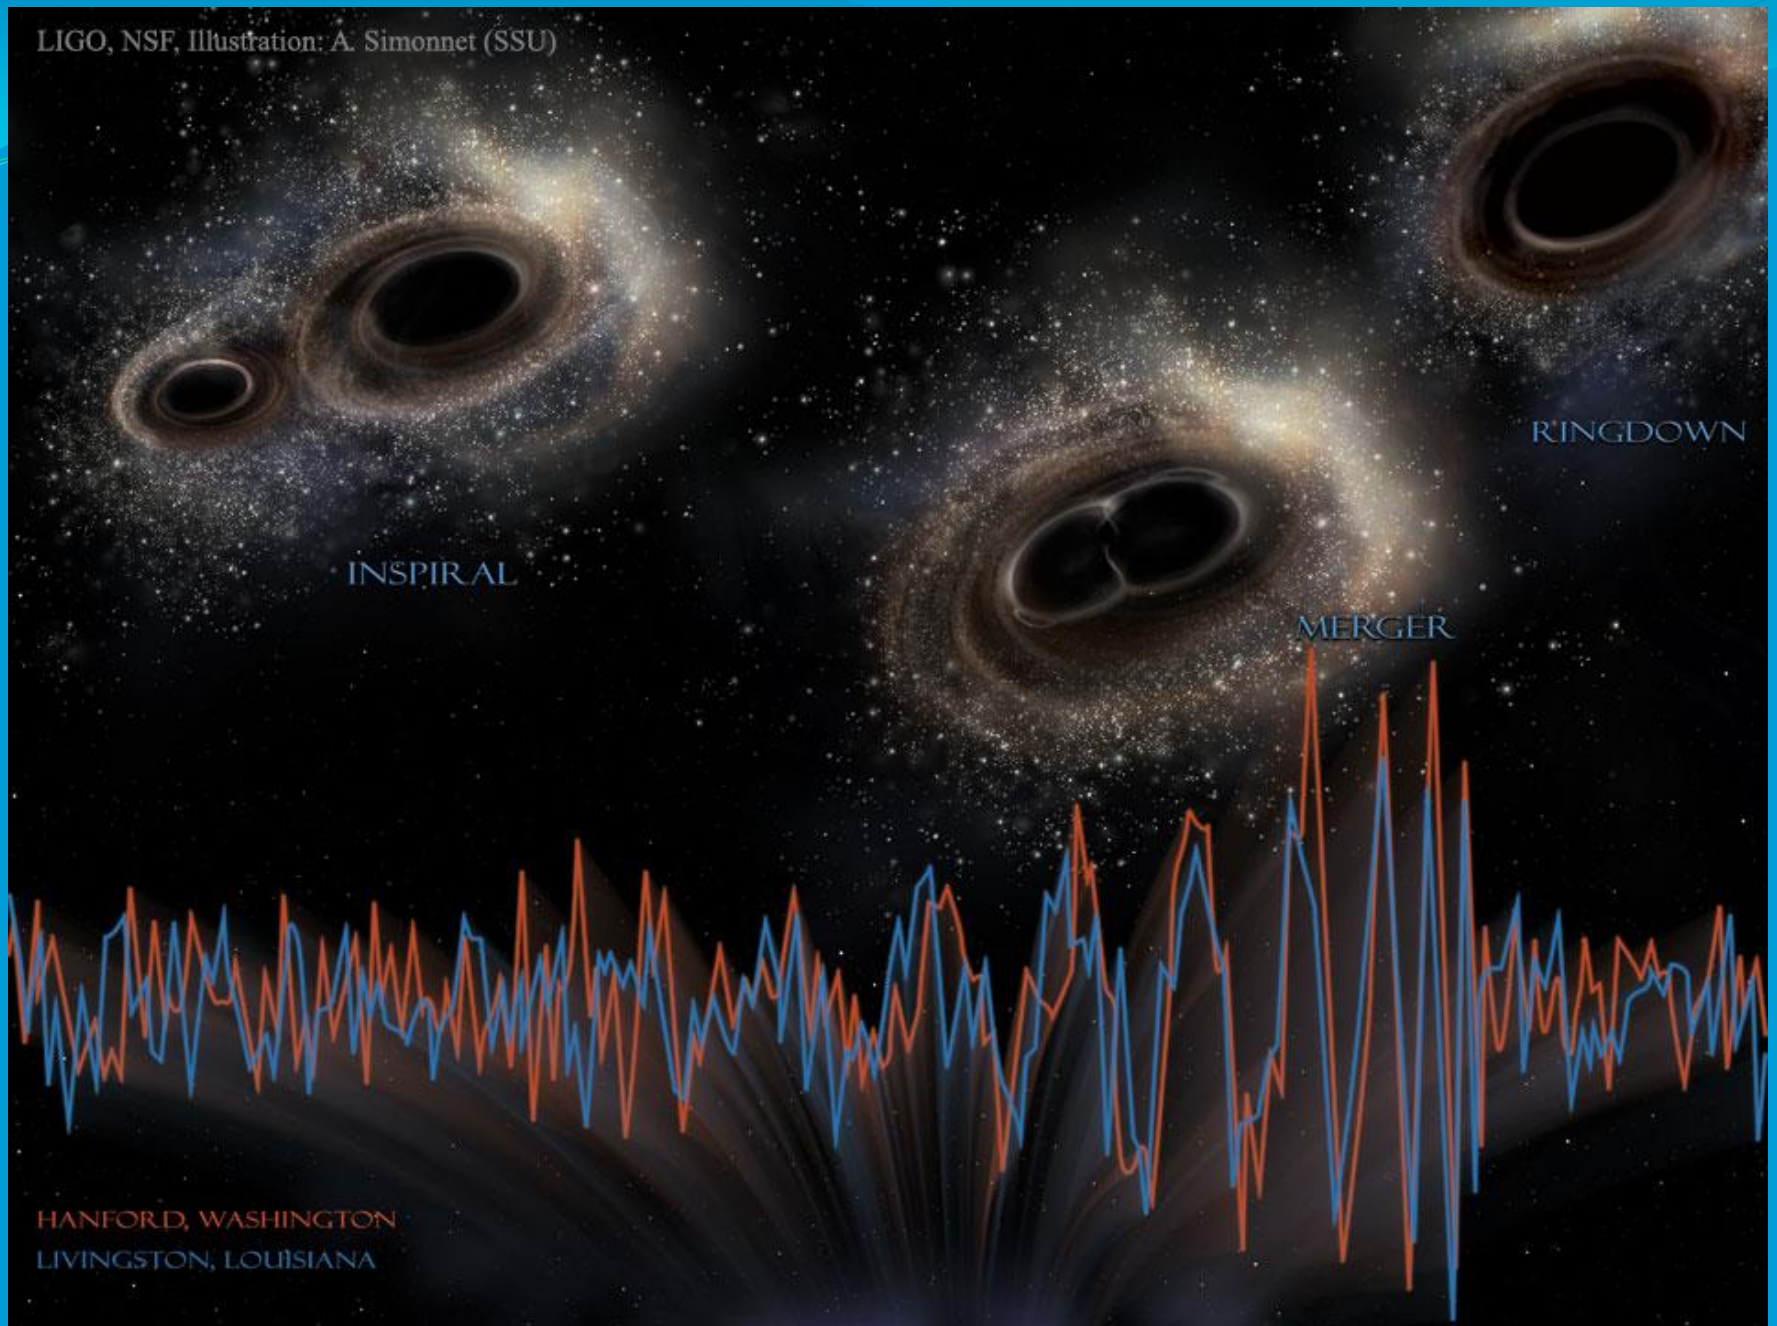 LIGO, NSF, Illustration: A. Simonnet (SSU)
RINGDOWN
INSPIRAL
MERGER
HANFORD, WASHINGTON
LIVINGSTON, LOUISIANA